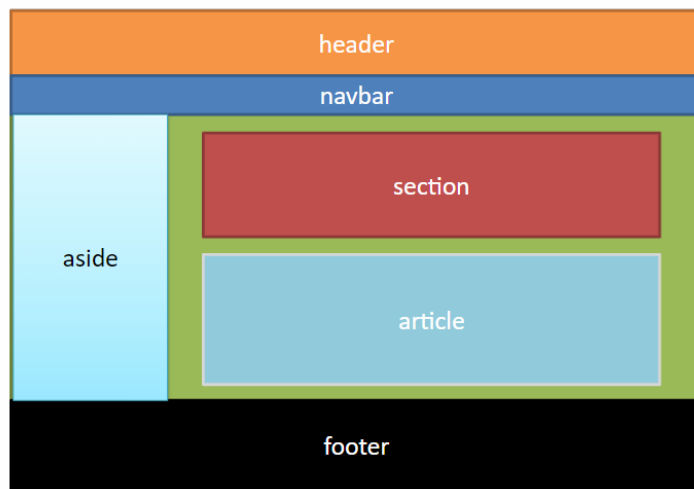 header
navbar
section
aside
article
footer